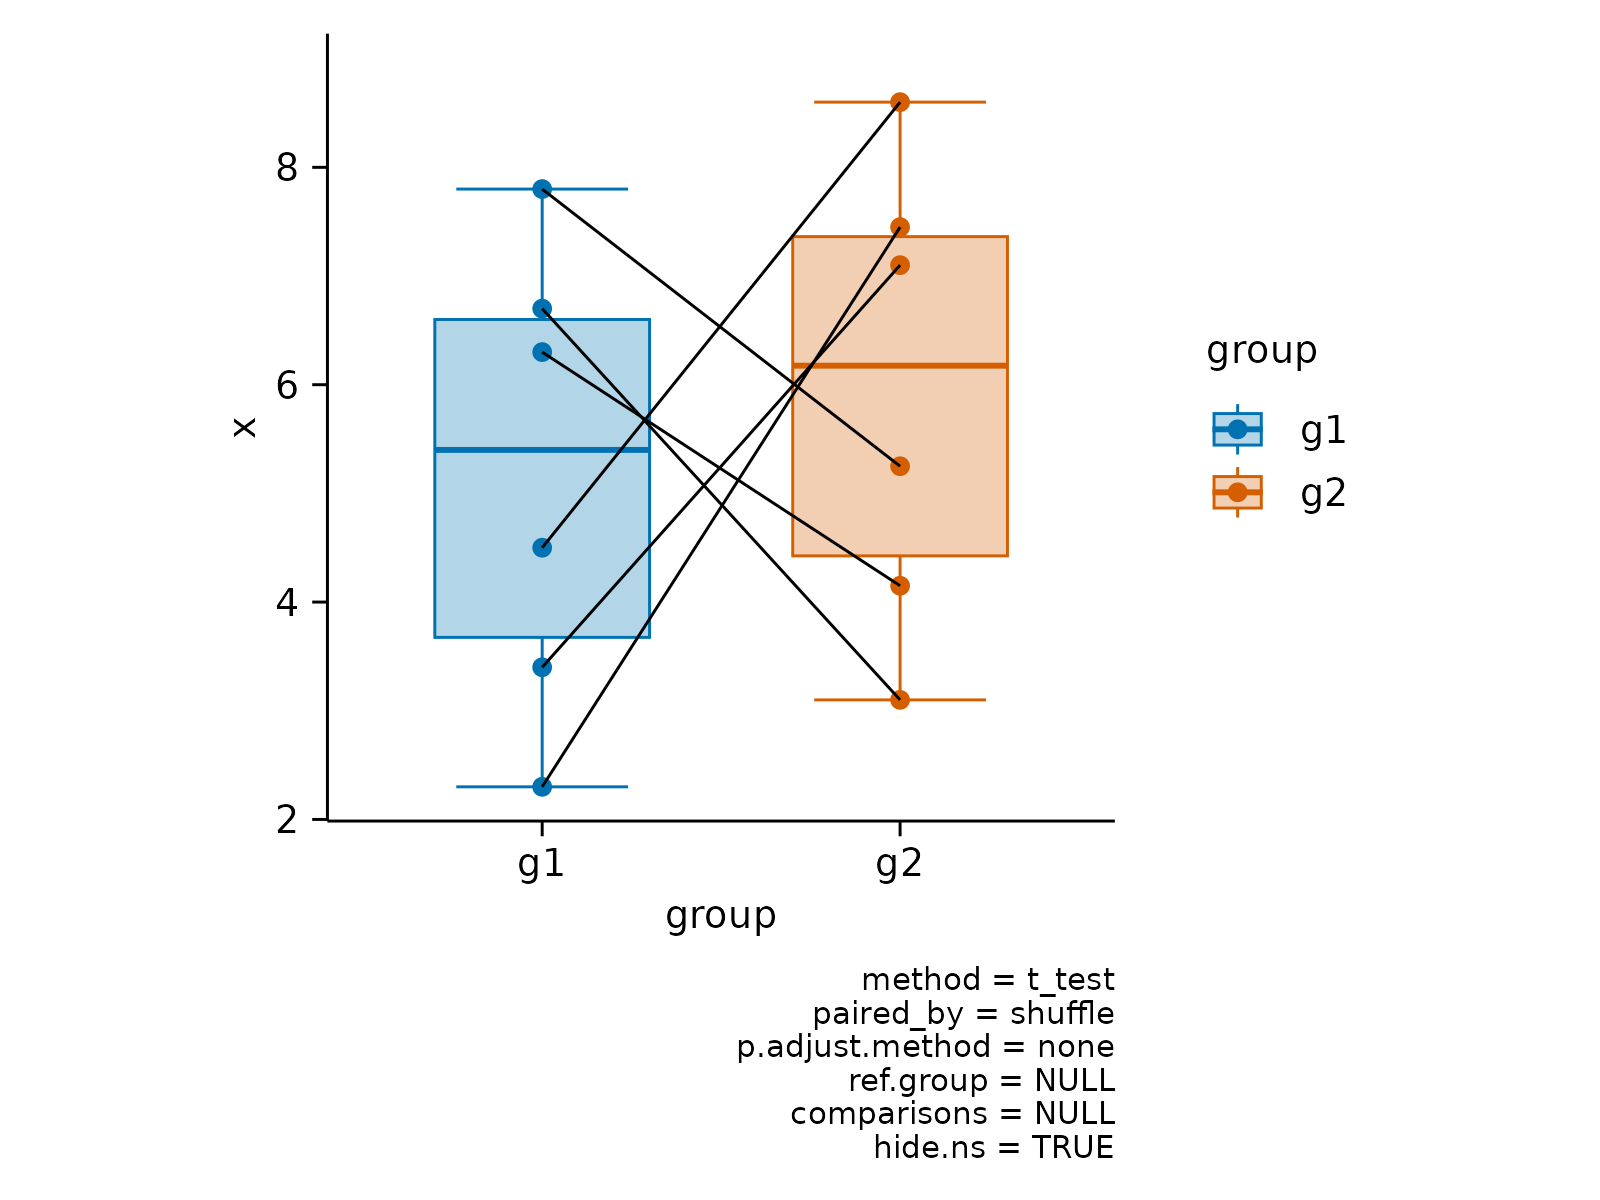 8
6
4
2
x
g1
g2
group
group
g1
g2
method = t_test
paired_by = shuffle
p.adjust.method = none
ref.group = NULL
comparisons = NULL
hide.ns = TRUE